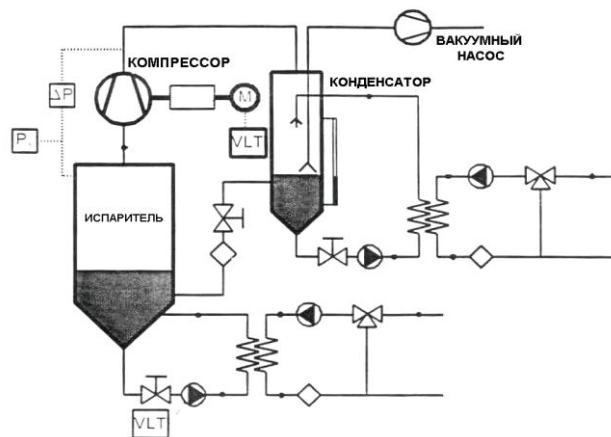 ВАКУУМНЫЙ
НАСОС
КОМПРЕССОР
КОНДЕНСАТОР
ΔP
M
P.
VLT
ИСПАРИТЕЛЬ
VLT